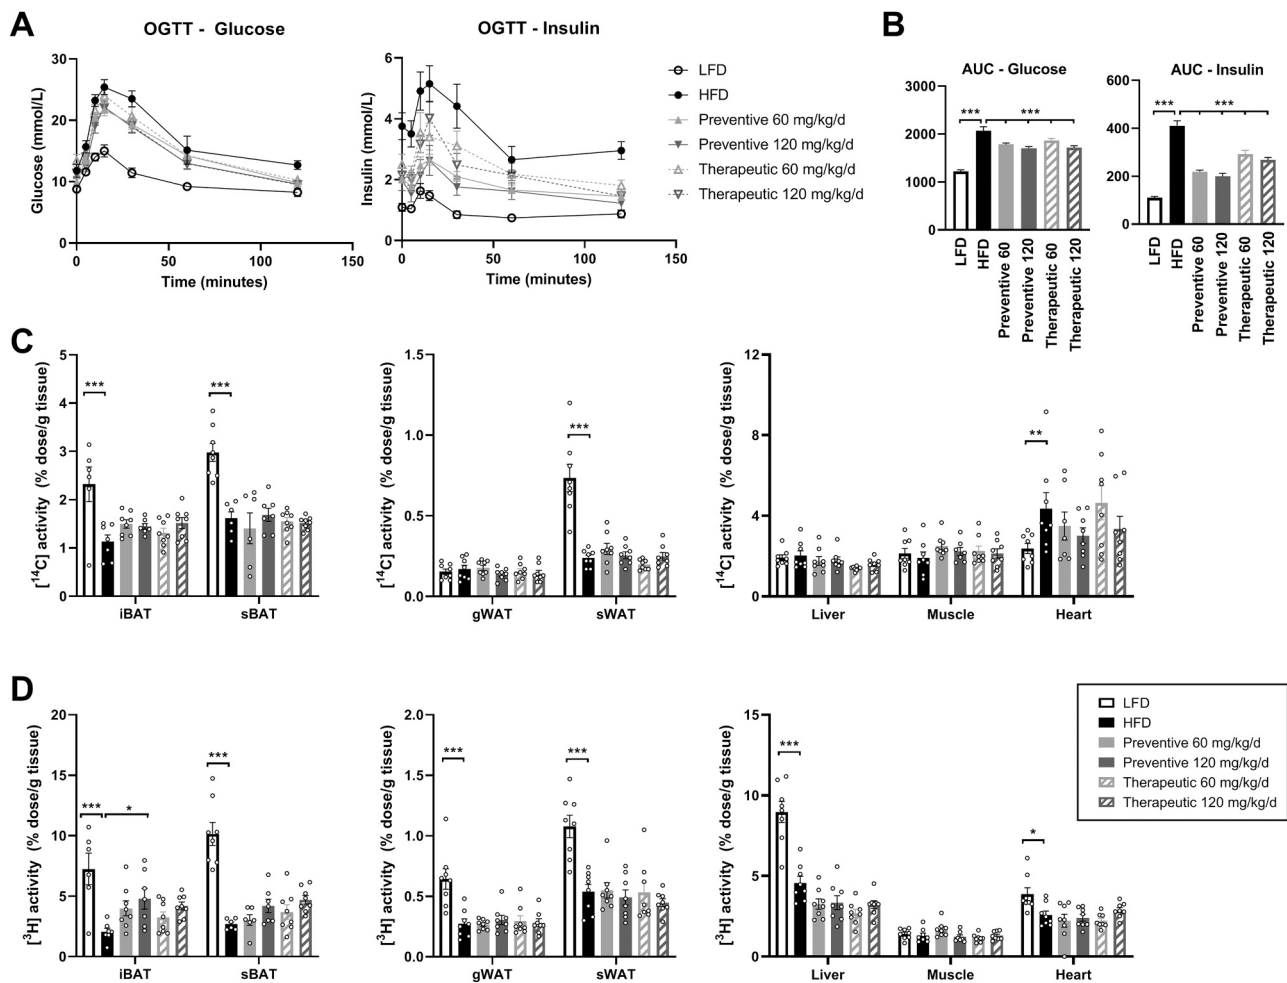 A
OGTT - Glucose
Glucose (mmol/L)
30
20
10
0
0
50
100
150
Time (minutes)
OGTT - Insulin
Insulin (mmol/L)
6
4
2
0
0
50
100
150
Time (minutes)
LFD
HFD
Preventive 60 mg/kg/d
Preventive 120 mg/kg/d
Therapeutic 60 mg/kg/d
Therapeutic 120 mg/kg/d
B
AUC - Glucose
3000
2000
1000
0
***
***
LFD
HFD
Preventive 60
Preventive 120
Therapeutic 60
Therapeutic 120
AUC - Insulin
600
400
200
0
***
***
LFD
HFD
Preventive 60
Preventive 120
Therapeutic 60
Therapeutic 120
C
[¹⁴C] activity (% dose/g tissue)
5
4
3
2
1
0
***
***
iBAT
sBAT
[¹⁴C] activity (% dose/g tissue)
1.5
1.0
0.5
0.0
***
gWAT
sWAT
[¹⁴C] activity (% dose/g tissue)
12
8
4
0
**
Liver
Muscle
Heart
D
[³H] activity (% dose/g tissue)
20
15
10
5
0
***
*
***
iBAT
sBAT
[³H] activity (% dose/g tissue)
2.0
1.5
1.0
0.5
0.0
***
***
gWAT
sWAT
[³H] activity (% dose/g tissue)
15
10
5
0
***
*
Liver
Muscle
Heart
LFD
HFD
Preventive 60 mg/kg/d
Preventive 120 mg/kg/d
Therapeutic 60 mg/kg/d
Therapeutic 120 mg/kg/d